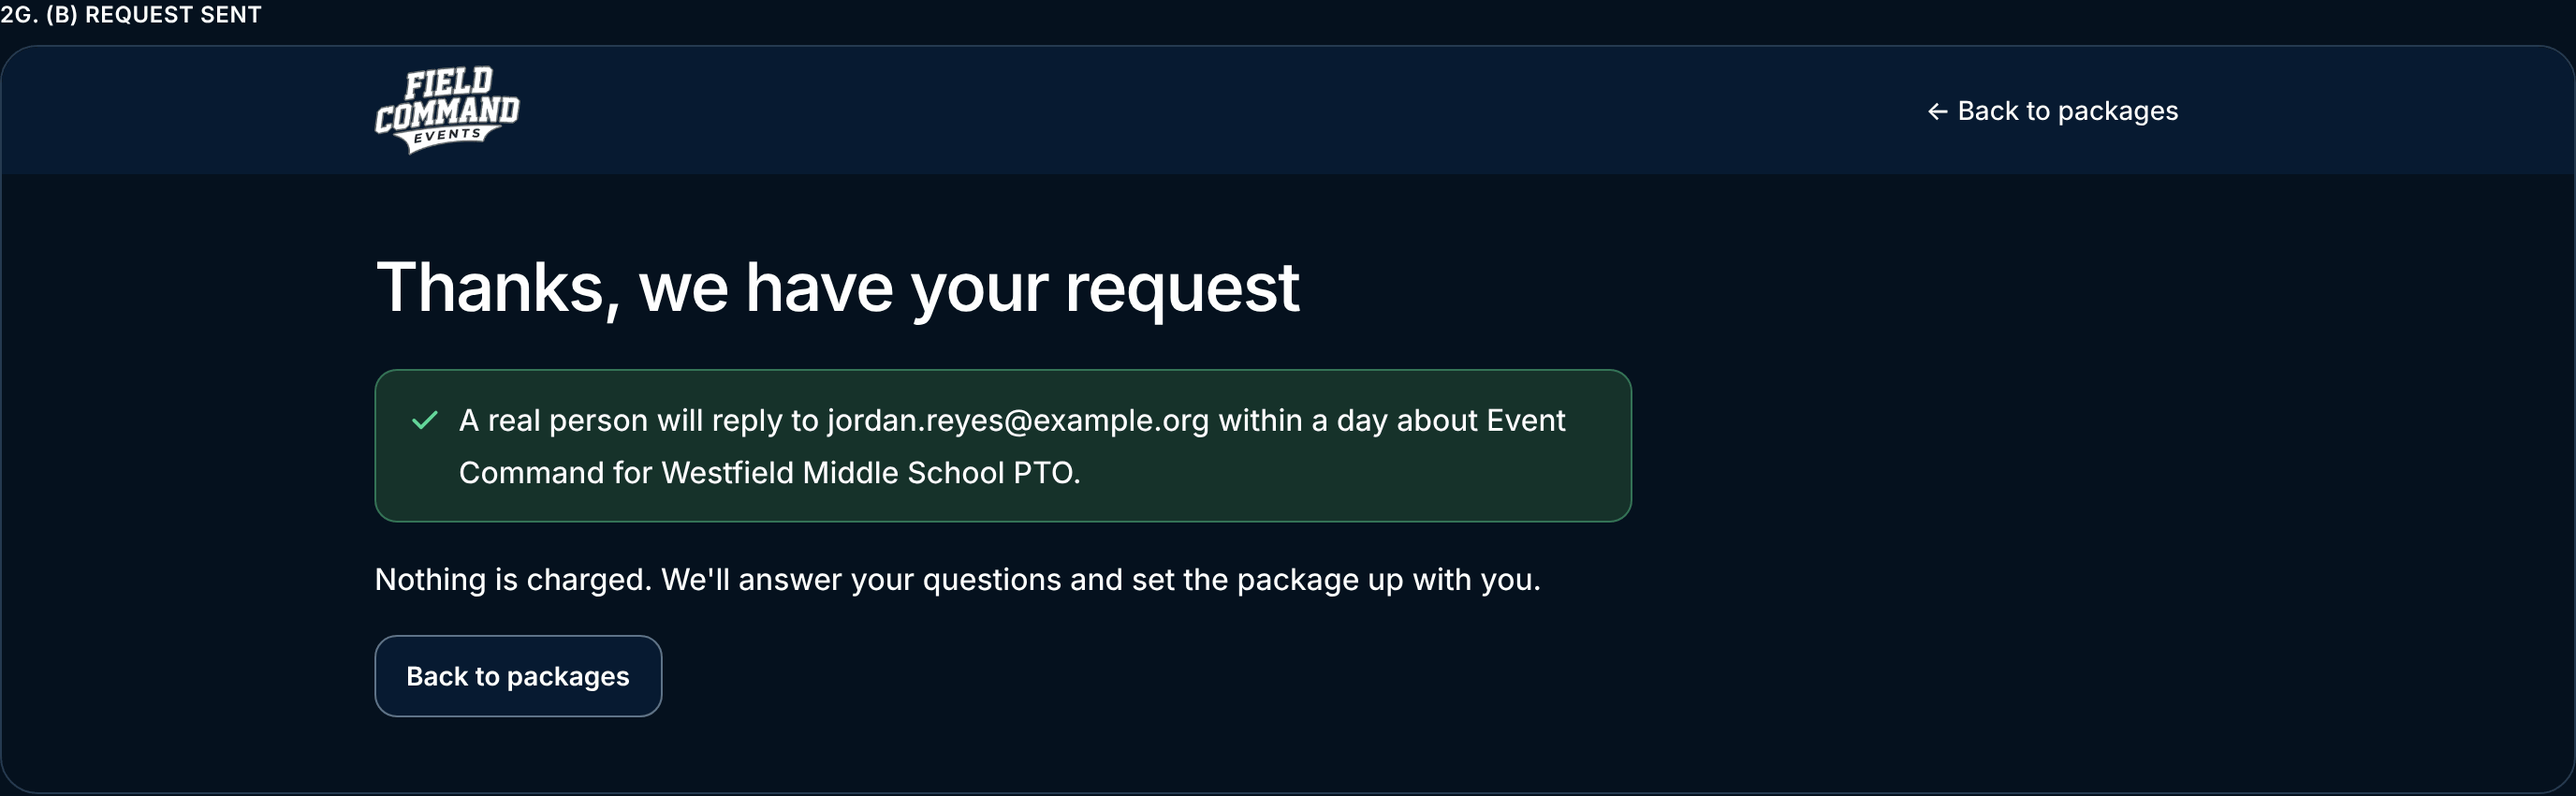 2G. (B) REQUEST SENT
FIELD
COMMAND
EVENTS
← Back to packages
Thanks, we have your request
A real person will reply to jordan.reyes@example.org within a day about Event
Command for Westfield Middle School PTO.
Nothing is charged. We'll answer your questions and set the package up with you.
Back to packages